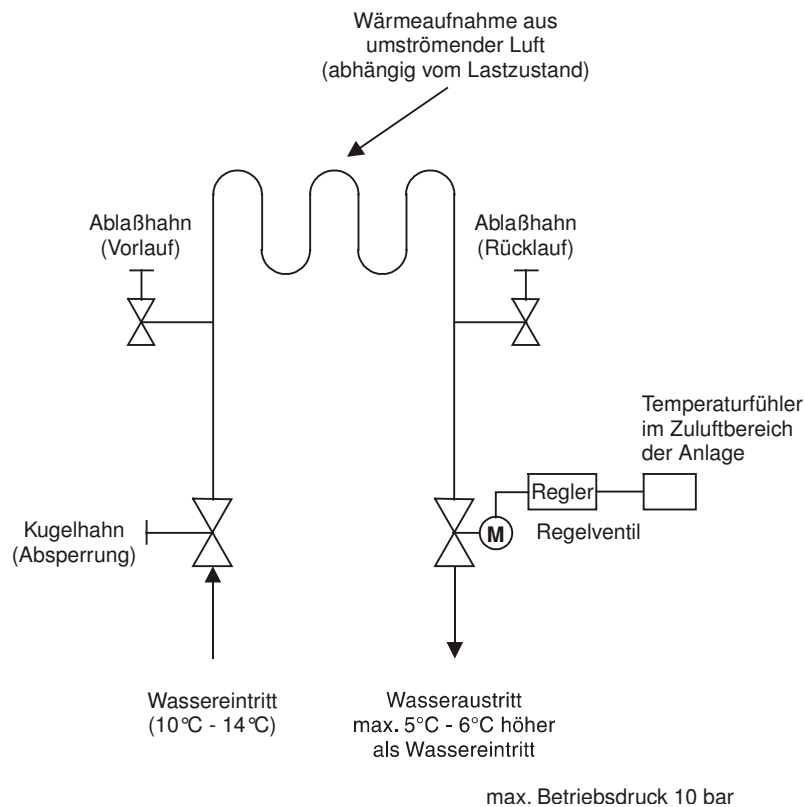 Wärmeaufnahme aus
umströmender Luft
(abhängig vom Lastzustand)
Ablaßhahn
(Vorlauf)
Ablaßhahn
(Rücklauf)
Temperaturfühler
im Zuluftbereich
der Anlage
Regler
M
Regelventil
Kugelhahn
(Absperrung)
Wassereintritt
(10°C - 14°C)
Wasseraustritt
max. 5°C - 6°C höher
als Wassereintritt
max. Betriebsdruck 10 bar